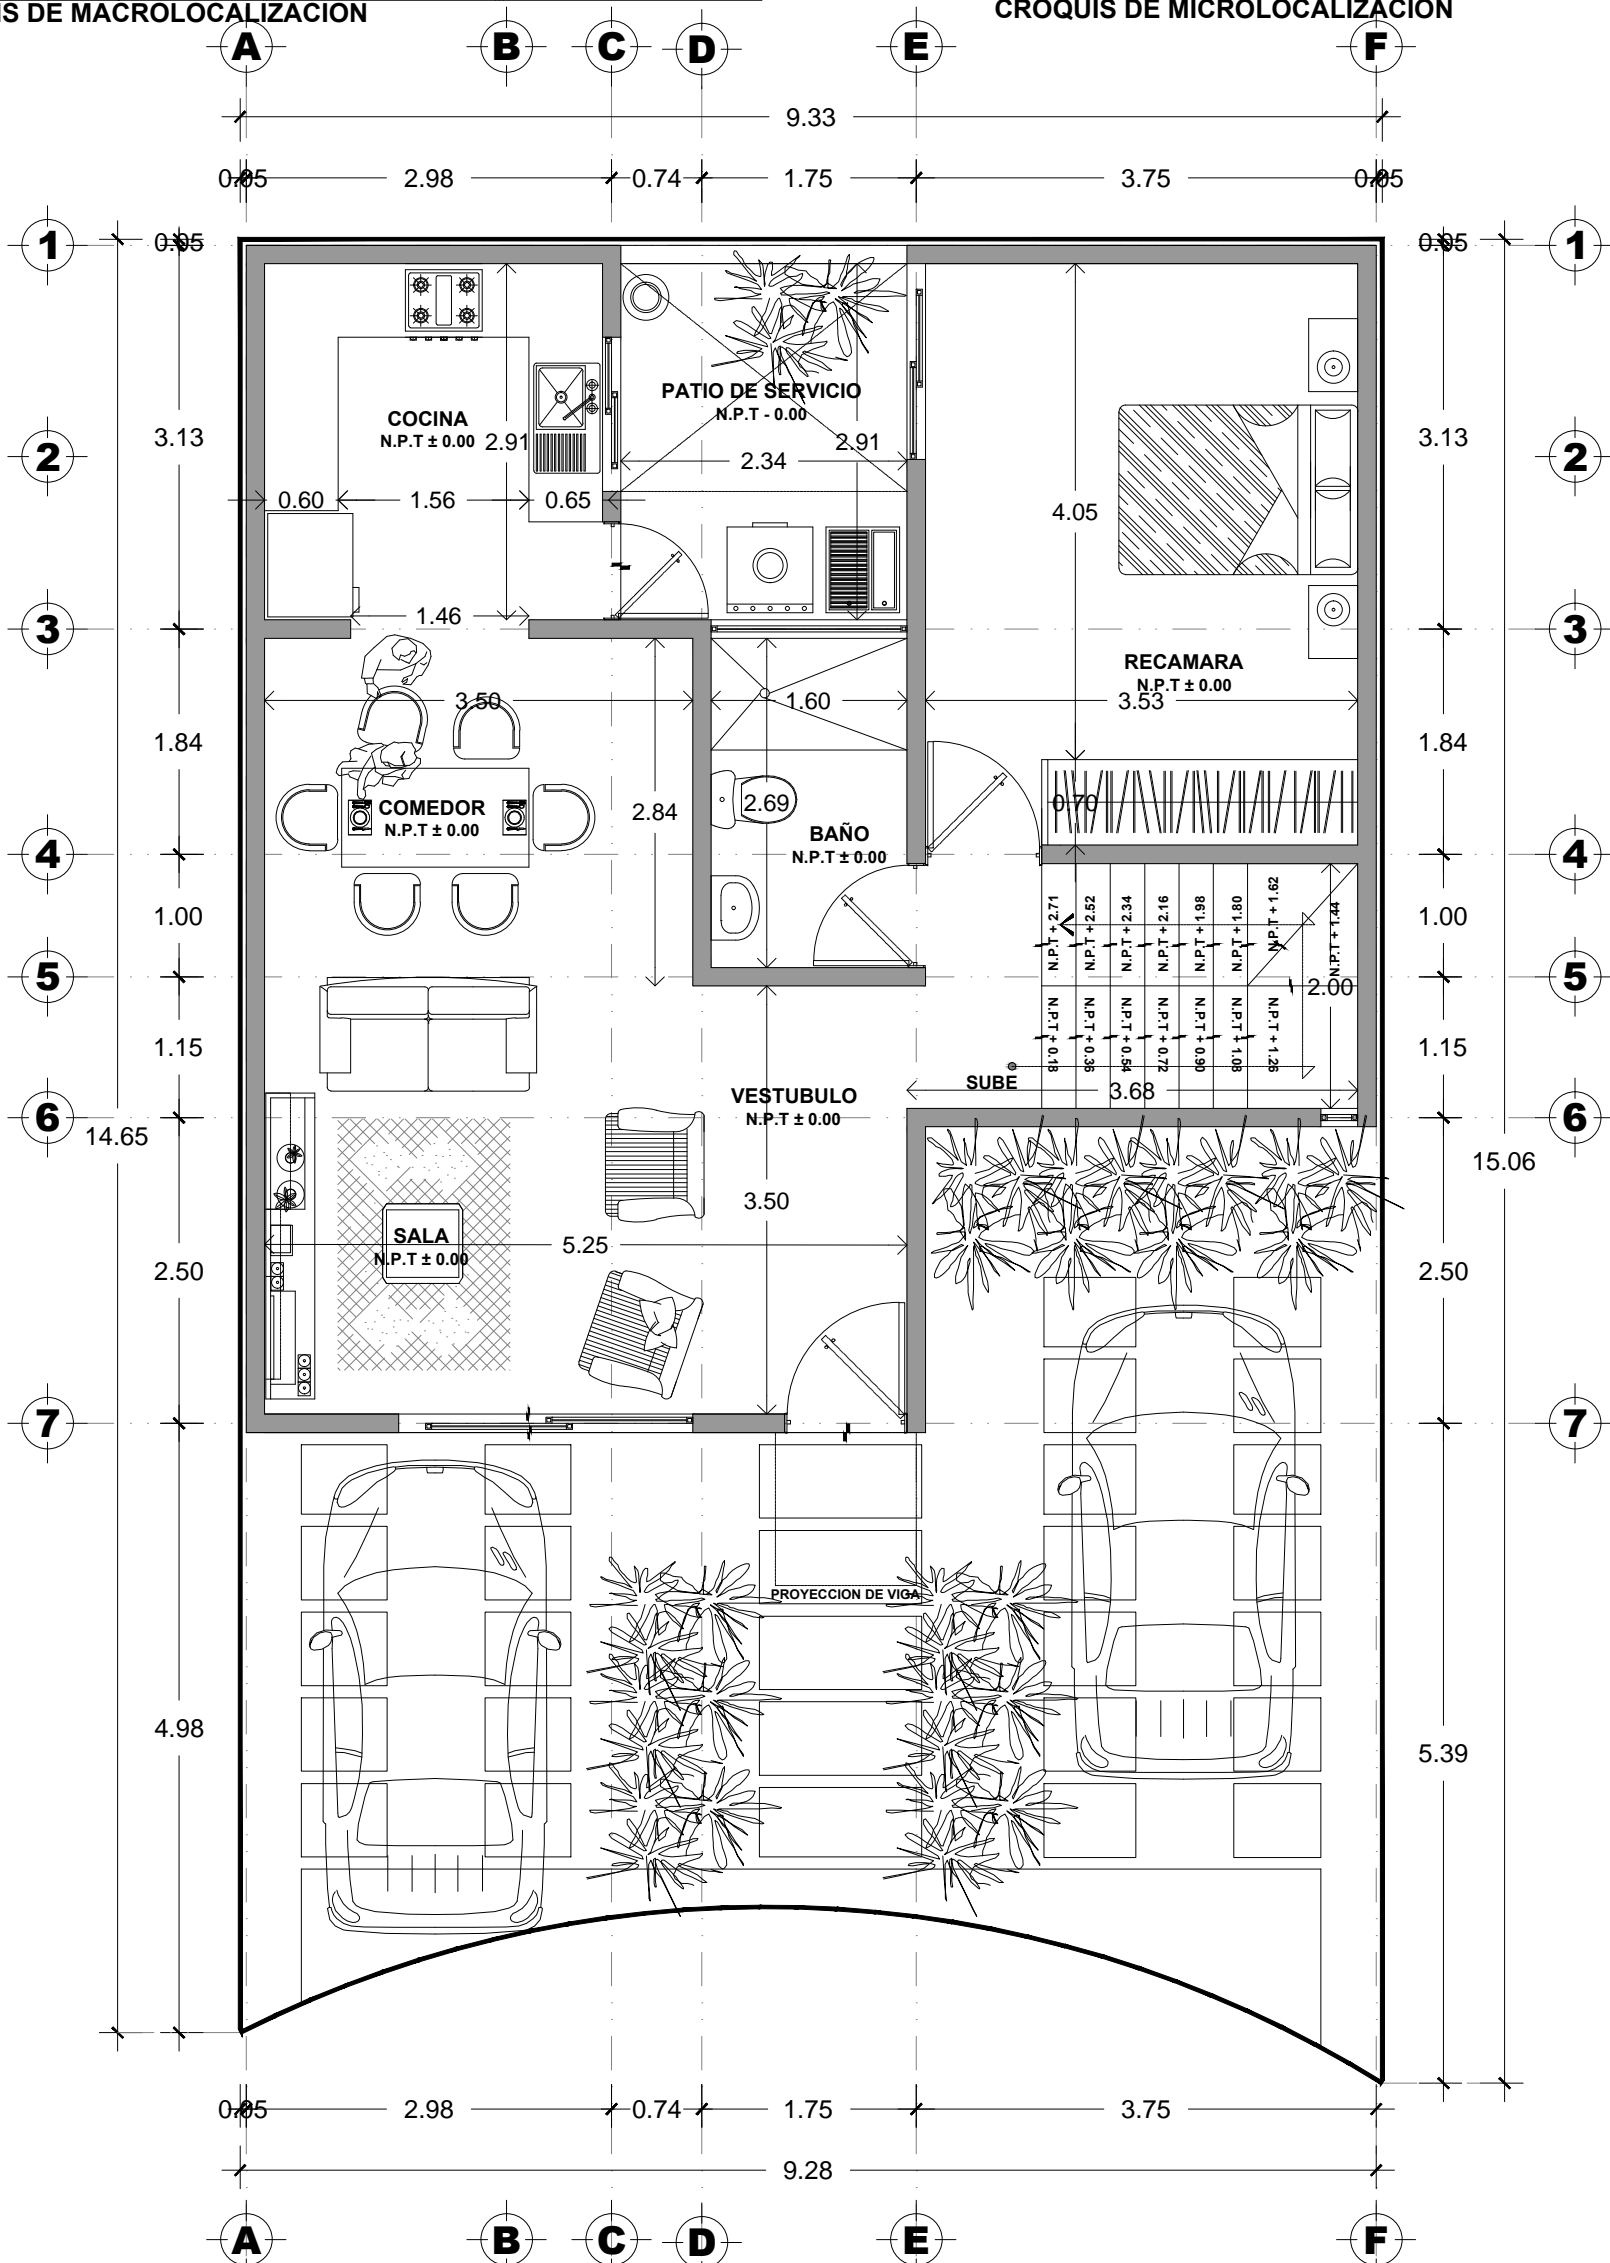 IS DE MACROLOCALIZACION
CROQUIS DE MICROLOCALIZACION
A B C D E F
9.33
0.05 2.98 0.74 1.75 3.75 0.05
1 0.05 0.05 1
PATIO DE SERVICIO
N.P.T - 0.00
COCINA
N.P.T ± 0.00 2.91
3.13 2.91 3.13
2 2.34 2
0.60 1.56 0.65
4.05
1.46
3 3
RECAMARA
N.P.T ± 0.00
3.50 1.60 3.53
1.84 1.84
COMEDOR
N.P.T ± 0.00
2.84 2.69 0.70
BAÑO
N.P.T ± 0.00
4 4
N.P.T + 2.71
N.P.T + 2.52
N.P.T + 2.34
N.P.T + 2.16
N.P.T + 1.98
N.P.T + 1.80
N.P.T + 1.62
N.P.T + 1.44
1.00 1.00
5 2.00 5
N.P.T + 0.18
N.P.T + 0.36
N.P.T + 0.54
N.P.T + 0.72
N.P.T + 0.90
N.P.T + 1.08
N.P.T + 1.26
1.15 1.15
SUBE 3.68
VESTUBULO
N.P.T ± 0.00
6 6
14.65 15.06
3.50
SALA
N.P.T ± 0.00
5.25
2.50 2.50
7 7
PROYECCION DE VIGA
4.98 5.39
0.05 2.98 0.74 1.75 3.75
9.28
A B C D E F